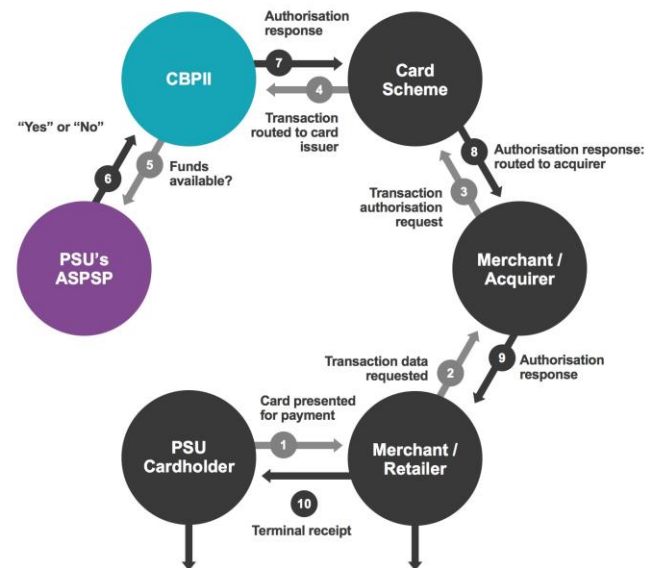 Authorisation
response
7
CBPII
Card
Scheme
4
Transaction
routed to card
issuer
"Yes" or "No"
5
Funds
available?
6
8
Authorisation response:
routed to acquirer
3
Transaction
authorisation
request
PSU's
ASPSP
Merchant /
Acquirer
Transaction data
requested
2
9
Authorisation
response
Card presented
for payment
1
PSU
Cardholder
Merchant /
Retailer
10
Terminal receipt